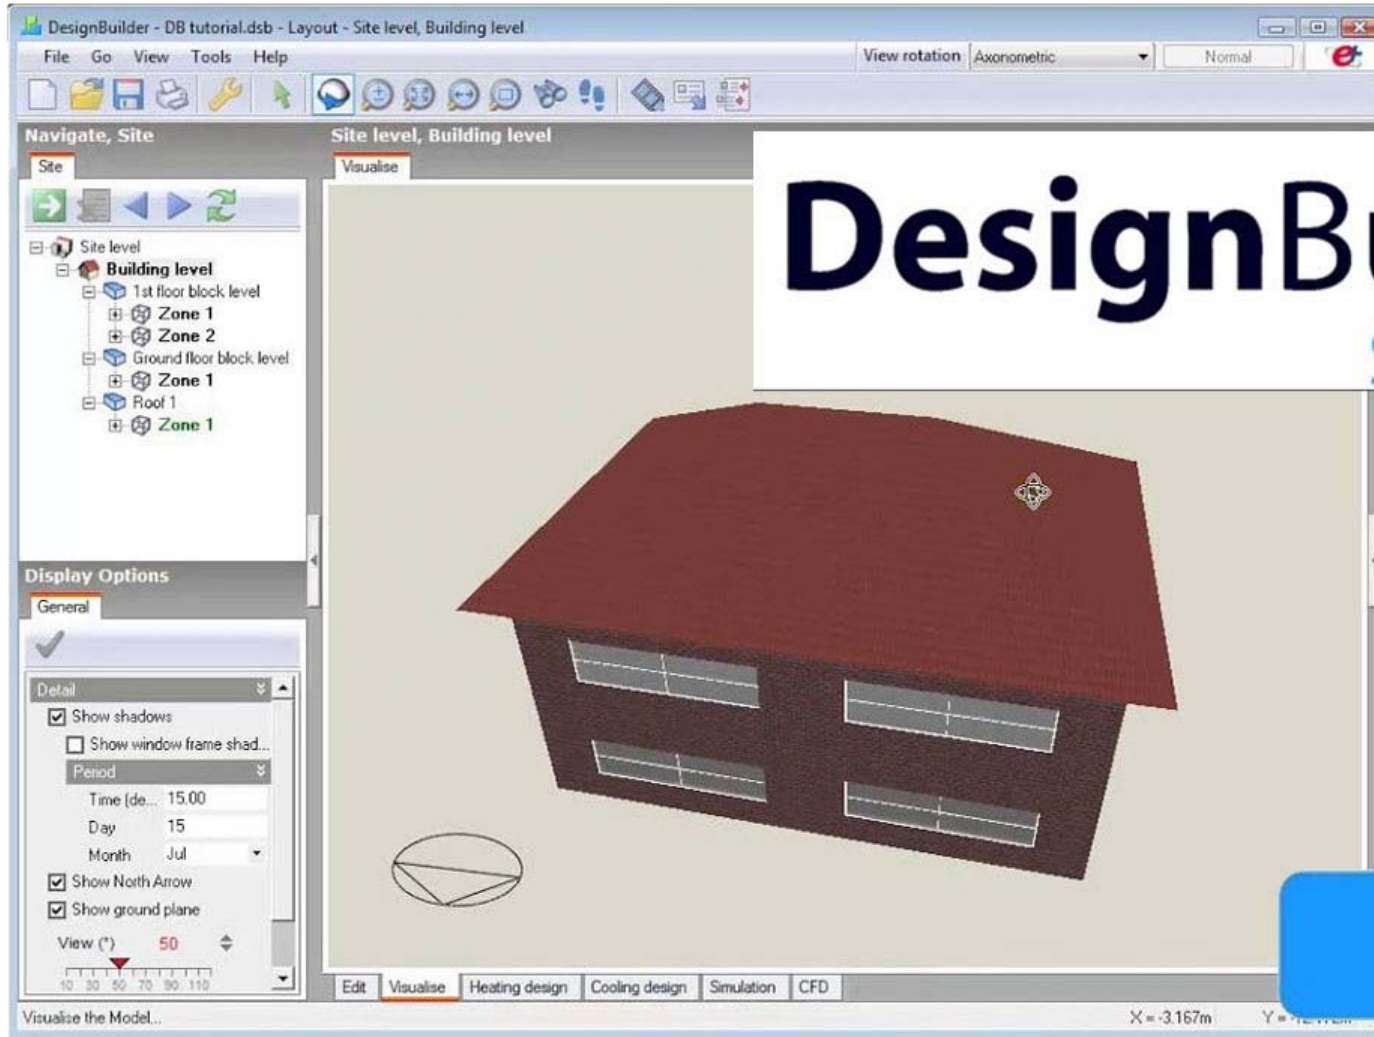 DesignBuilder - DB tutorial.dsb - Layout - Site level, Building level
File Go View Tools Help
View rotation Axonometric Normal
Navigate, Site
Site
Site level
Building level
1st floor block level
Zone 1
Zone 2
Ground floor block level
Zone 1
Roof 1
Zone 1
Display Options
General
Detail
Show shadows
Show window frame shad...
Period
Time (de... 15.00
Day 15
Month Jul
Show North Arrow
Show ground plane
View (°) 50
10 30 50 70 90 110
Visualise the Model...
Site level, Building level
Visualise
DesignBu
Edit Visualise Heating design Cooling design Simulation CFD
X = -3.167m Y =